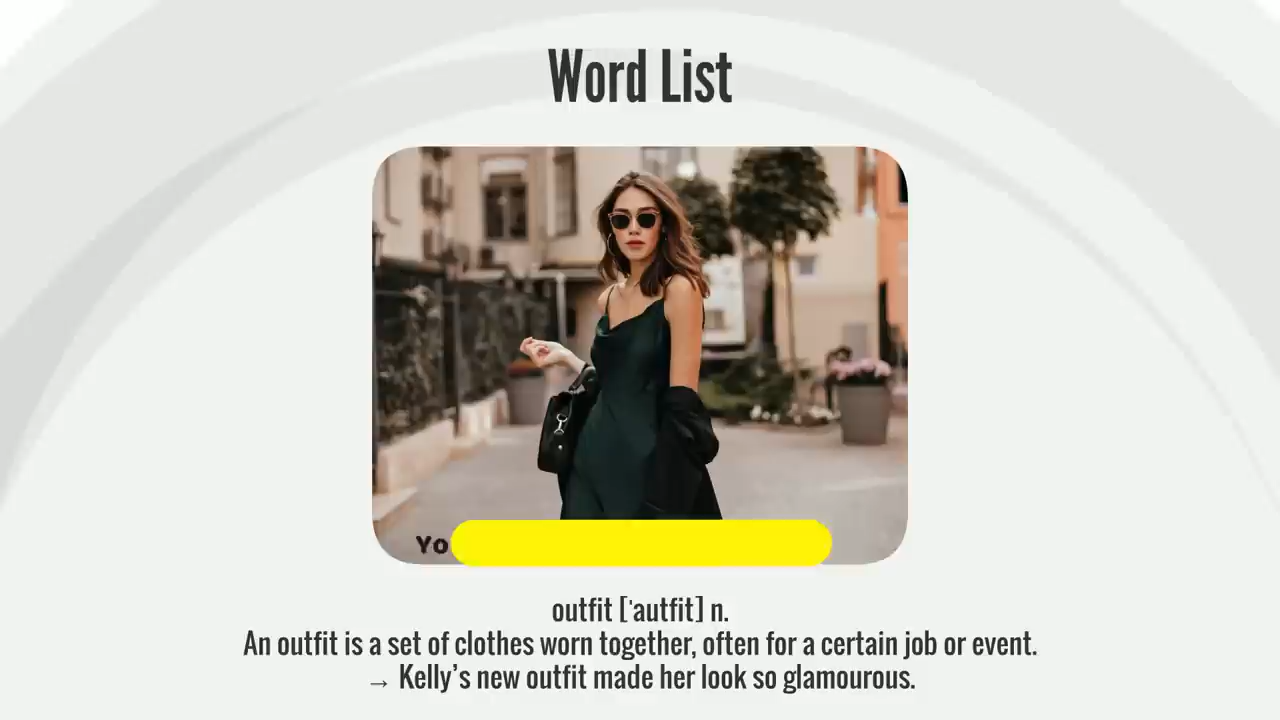 Word List
Yo
outfit [ˈautfit] n.
An outfit is a set of clothes worn together, often for a certain job or event.
→ Kelly’s new outfit made her look so glamourous.